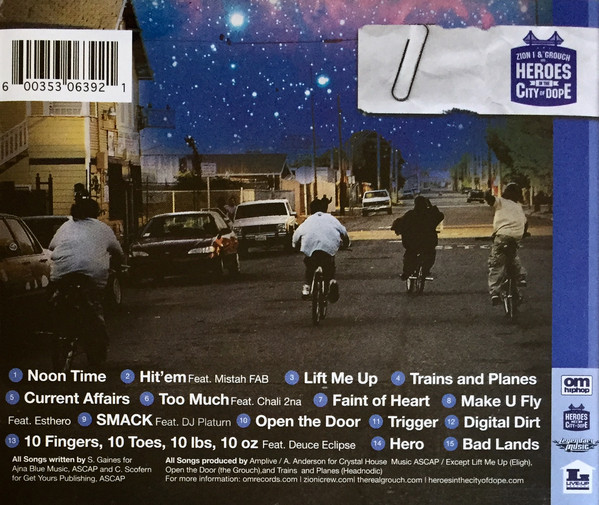 6 00353 06392 1
ZION I & GROUCH
HEROES
IN THE
CITY OF DOPE
1 Noon Time 2 Hit'em Feat. Mistah FAB 3 Lift Me Up 4 Trains and Planes
5 Current Affairs 6 Too Much Feat. Chali 2na 7 Faint of Heart 8 Make U Fly
Feat. Esthero 9 SMACK Feat. DJ Platurn 10 Open the Door 11 Trigger 12 Digital Dirt
13 10 Fingers, 10 Toes, 10 lbs, 10 oz Feat. Deuce Eclipse 14 Hero 15 Bad Lands
All Songs written by S. Gaines for
Ajna Blue Music, ASCAP and C. Scofern
for Get Yours Publishing, ASCAP
All Songs produced by Amplive / A. Anderson for Crystal House Music ASCAP / Except Lift Me Up (Eligh),
Open the Door (the Grouch),and Trains and Planes (Headnodic)
For more information: omrecords.com | zionicrew.com| therealgrouch.com | heroesinthecityofdope.com
om
hiphop
HEROES
CITY OF DOPE
Legendary
music
L
LIVE UP